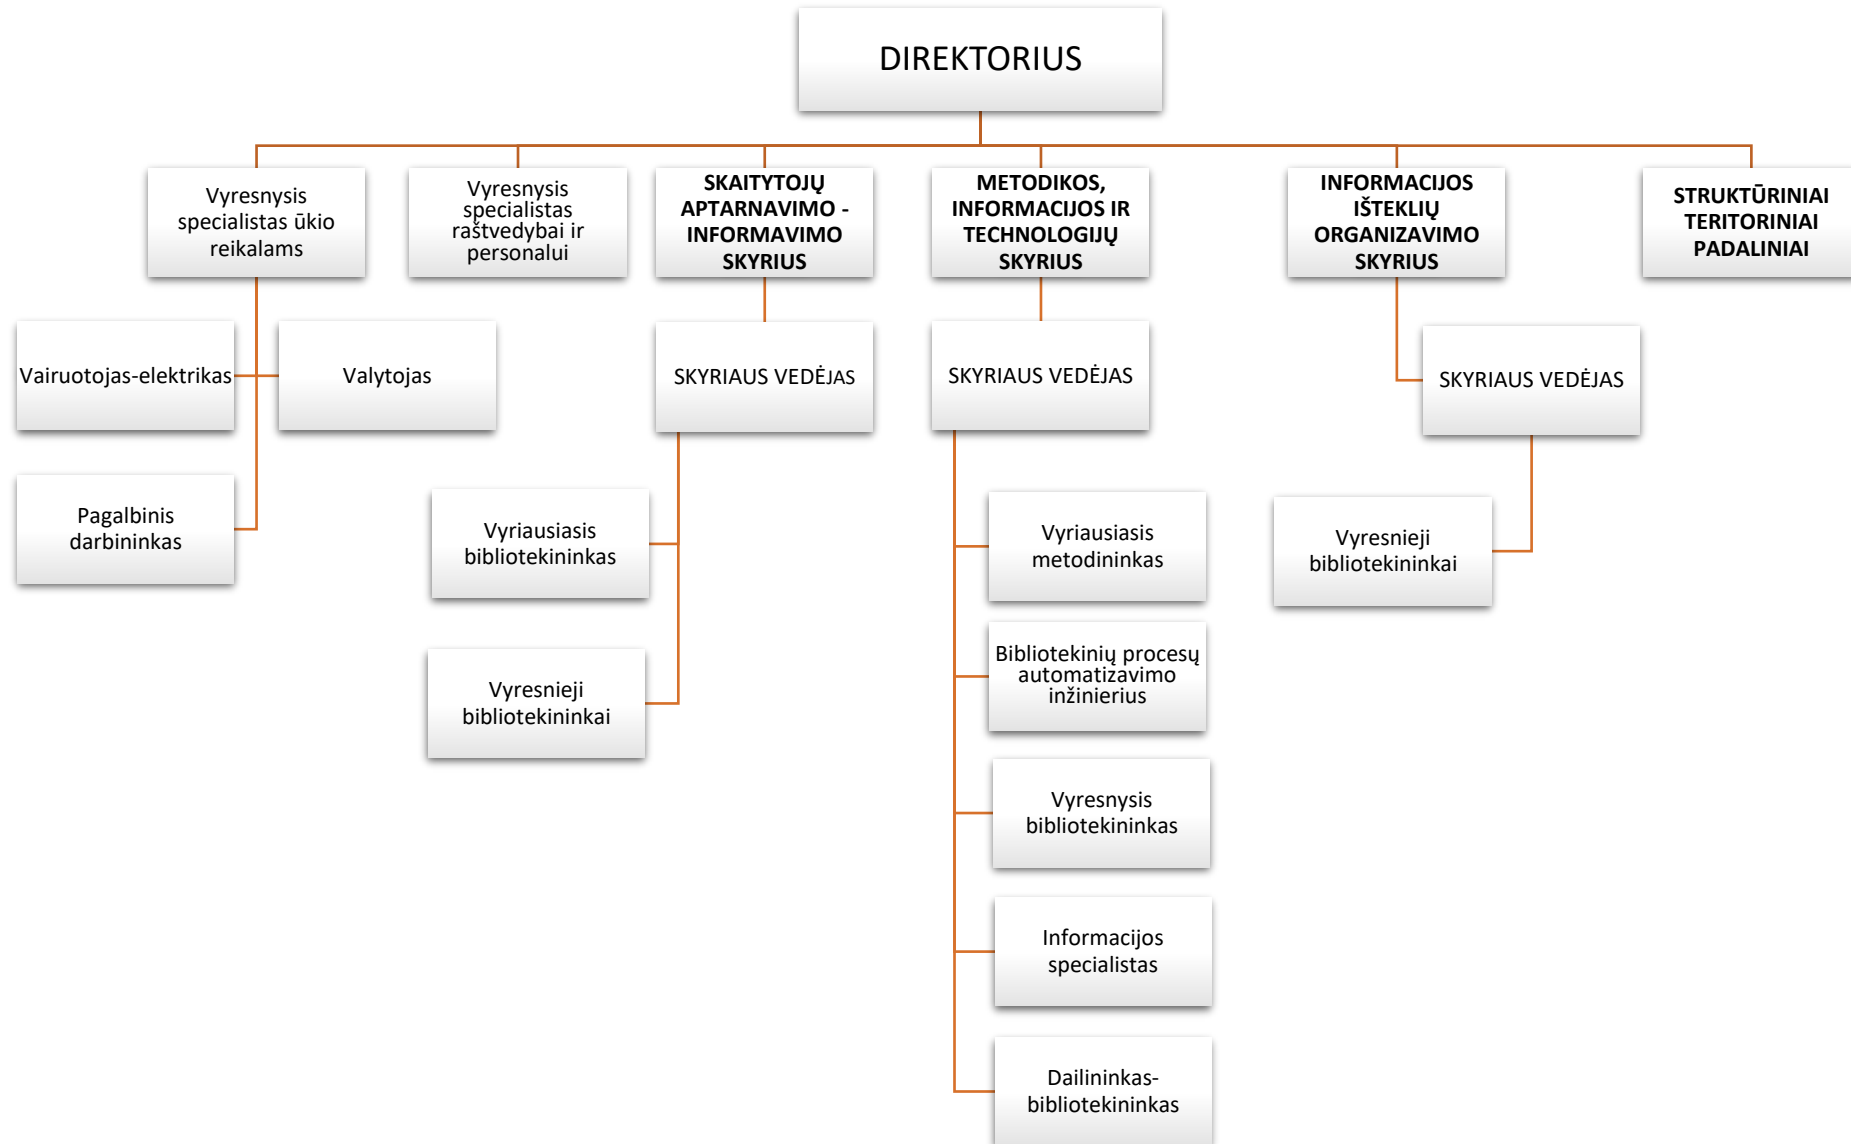 DIREKTORIUS
Vyresnysis
specialistas ūkio
reikalams
Vyresnysis
specialistas
raštvedybai ir
personalui
SKAITYTOJŲ
APTARNAVIMO -
INFORMAVIMO
SKYRIUS
METODIKOS,
INFORMACIJOS IR
TECHNOLOGIJŲ
SKYRIUS
INFORMACIJOS
IŠTEKLIŲ
ORGANIZAVIMO
SKYRIUS
STRUKTŪRINIAI
TERITORINIAI
PADALINIAI
Vairuotojas-elektrikas
Valytojas
SKYRIAUS VEDĖJAS
SKYRIAUS VEDĖJAS
SKYRIAUS VEDĖJAS
Pagalbinis
darbininkas
Vyriausiasis
bibliotekininkas
Vyriausiasis
metodininkas
Vyresnieji
bibliotekininkai
Vyresnieji
bibliotekininkai
Bibliotekinių procesų
automatizavimo
inžinierius
Vyresnysis
bibliotekininkas
Informacijos
specialistas
Dailininkas-
bibliotekininkas